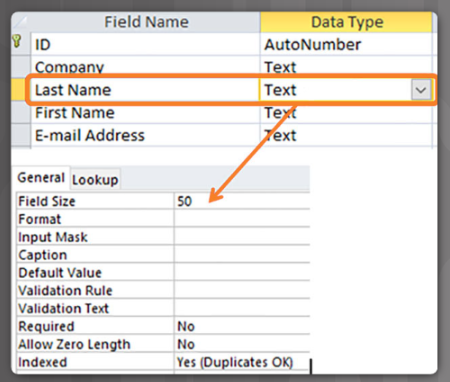 Field Name Data Type
ID AutoNumber
Company Text
Last Name Text
First Name Text
E-mail Address Text
General Lookup
Field Size 50
Format
Input Mask
Caption
Default Value
Validation Rule
Validation Text
Required No
Allow Zero Length No
Indexed Yes (Duplicates OK)